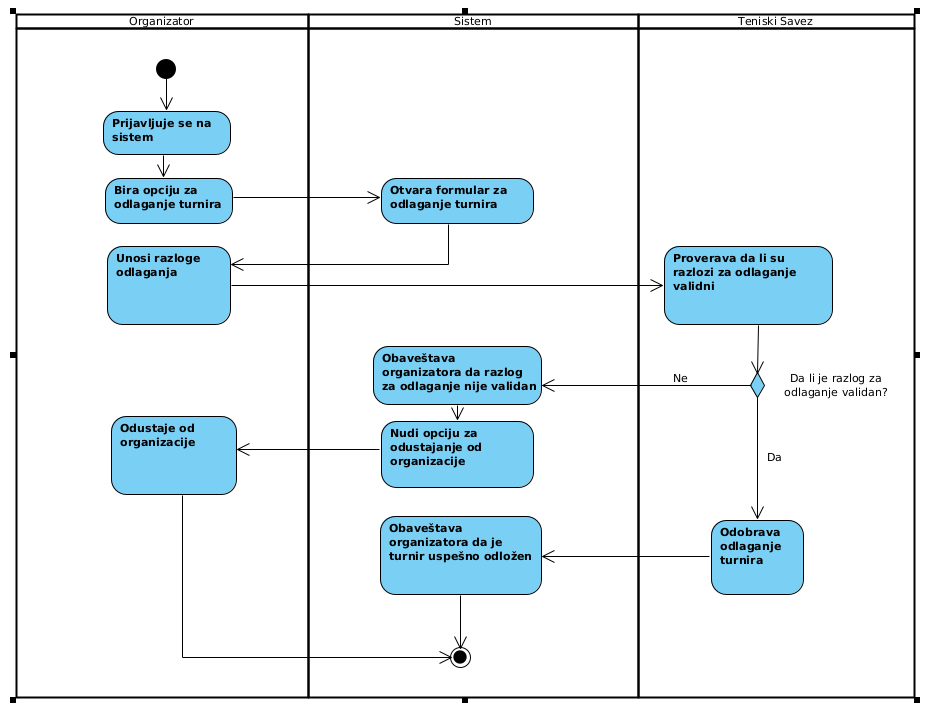 Organizator
Sistem
Teniski Savez
Prijavljuje se na
sistem
Bira opciju za
odlaganje turnira
Otvara formular za
odlaganje turnira
Unosi razloge
odlaganja
Proverava da li su
razlozi za odlaganje
validni
Obaveštava
organizatora da razlog
za odlaganje nije validan
Ne
Da li je razlog za
odlaganje validan?
Odustaje od
organizacije
Nudi opciju za
odustajanje od
organizacije
Da
Obaveštava
organizatora da je
turnir uspešno odložen
Odobrava
odlaganje
turnira